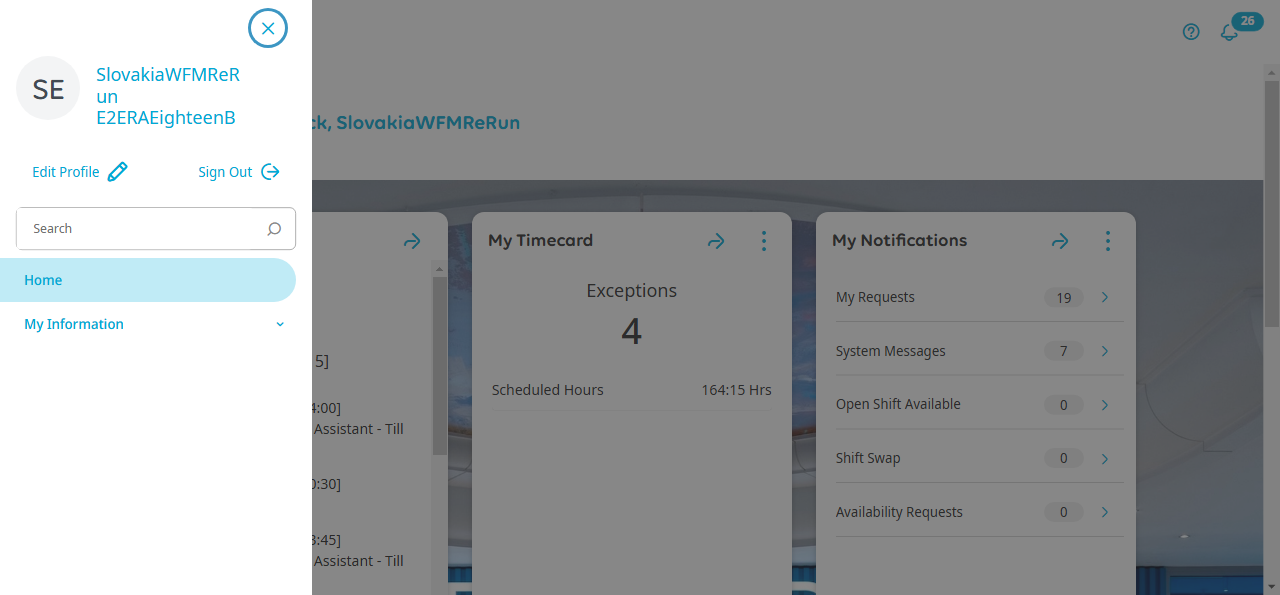 26
SE
SlovakiaWFMReR
un
E2ERAEighteenB
ck, SlovakiaWFMReRun
Edit Profile
Sign Out
Search
Home
My Information
5]
4:00]
Assistant - Till
0:30]
3:45]
Assistant - Till
My Timecard
Exceptions
4
Scheduled Hours 164:15 Hrs
My Notifications
My Requests 19
System Messages 7
Open Shift Available 0
Shift Swap 0
Availability Requests 0